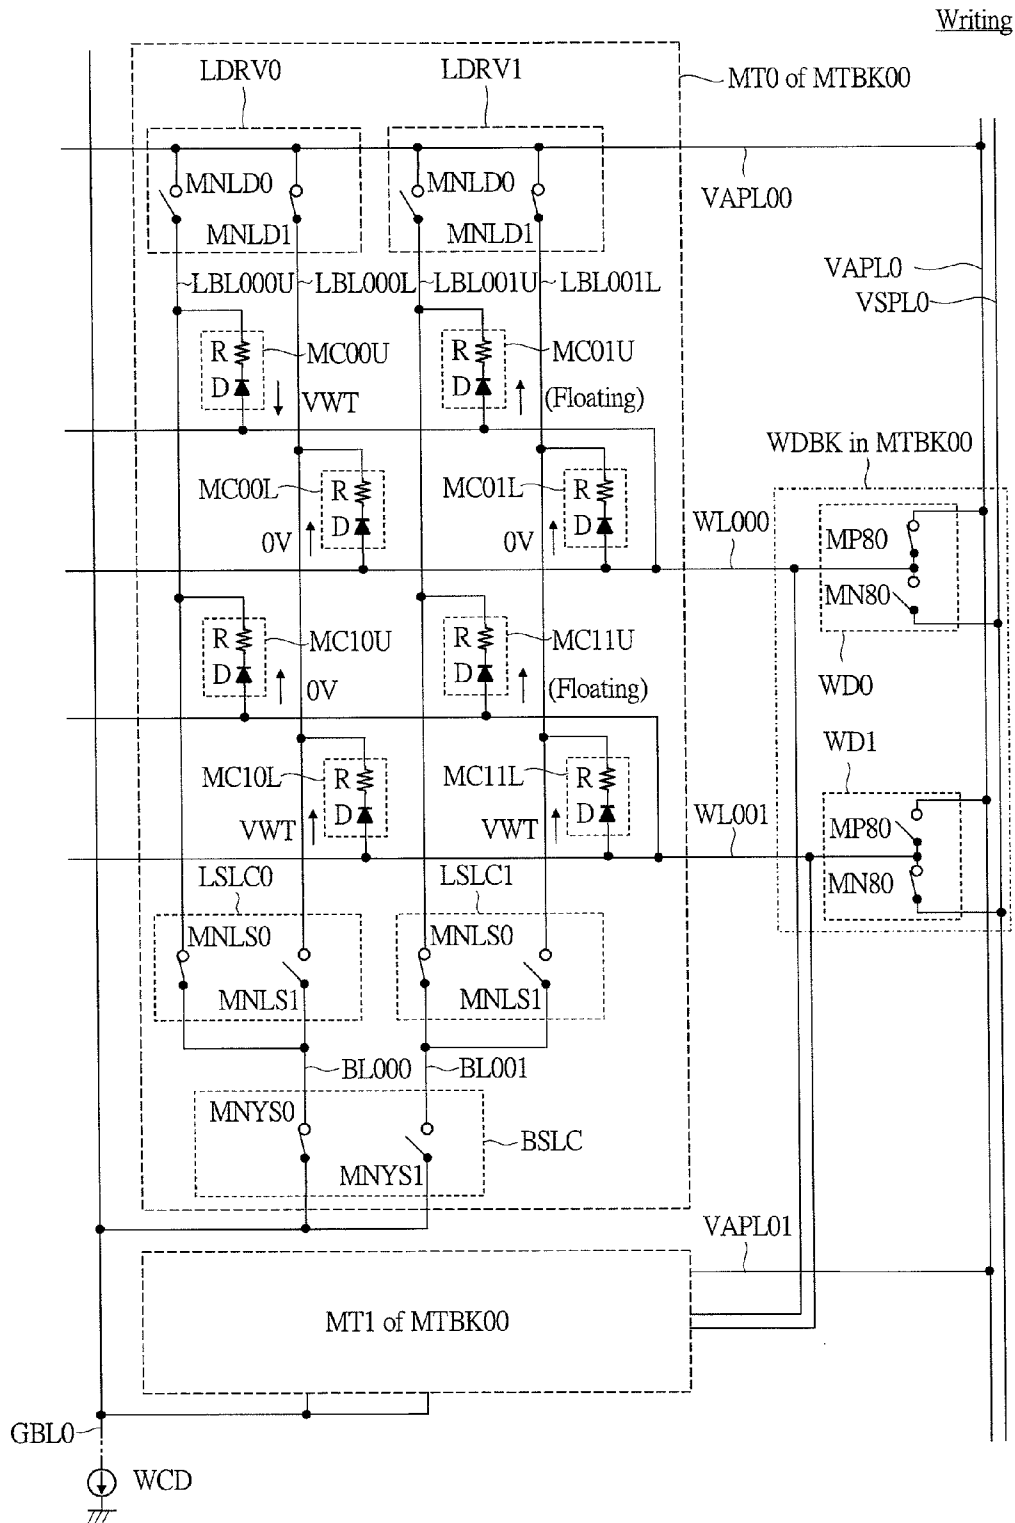 Writing
LDRV0
LDRV1
MT0 of MTBK00
MNLD0
MNLD1
MNLD0
MNLD1
VAPL00
LBL000U
LBL000L
LBL001U
LBL001L
VAPL0
VSPL0
R
D
MC00U
VWT
R
D
MC01U
(Floating)
WDBK in MTBK00
MC00L
R
D
0V
MC01L
R
D
0V
WL000
MP80
MN80
WD0
R
D
MC10U
0V
R
D
MC11U
(Floating)
WD1
MC10L
R
D
VWT
MC11L
R
D
VWT
WL001
MP80
MN80
LSLC0
LSLC1
MNLS0
MNLS1
MNLS0
MNLS1
BL000
BL001
MNYS0
MNYS1
BSLC
VAPL01
MT1 of MTBK00
GBL0
WCD